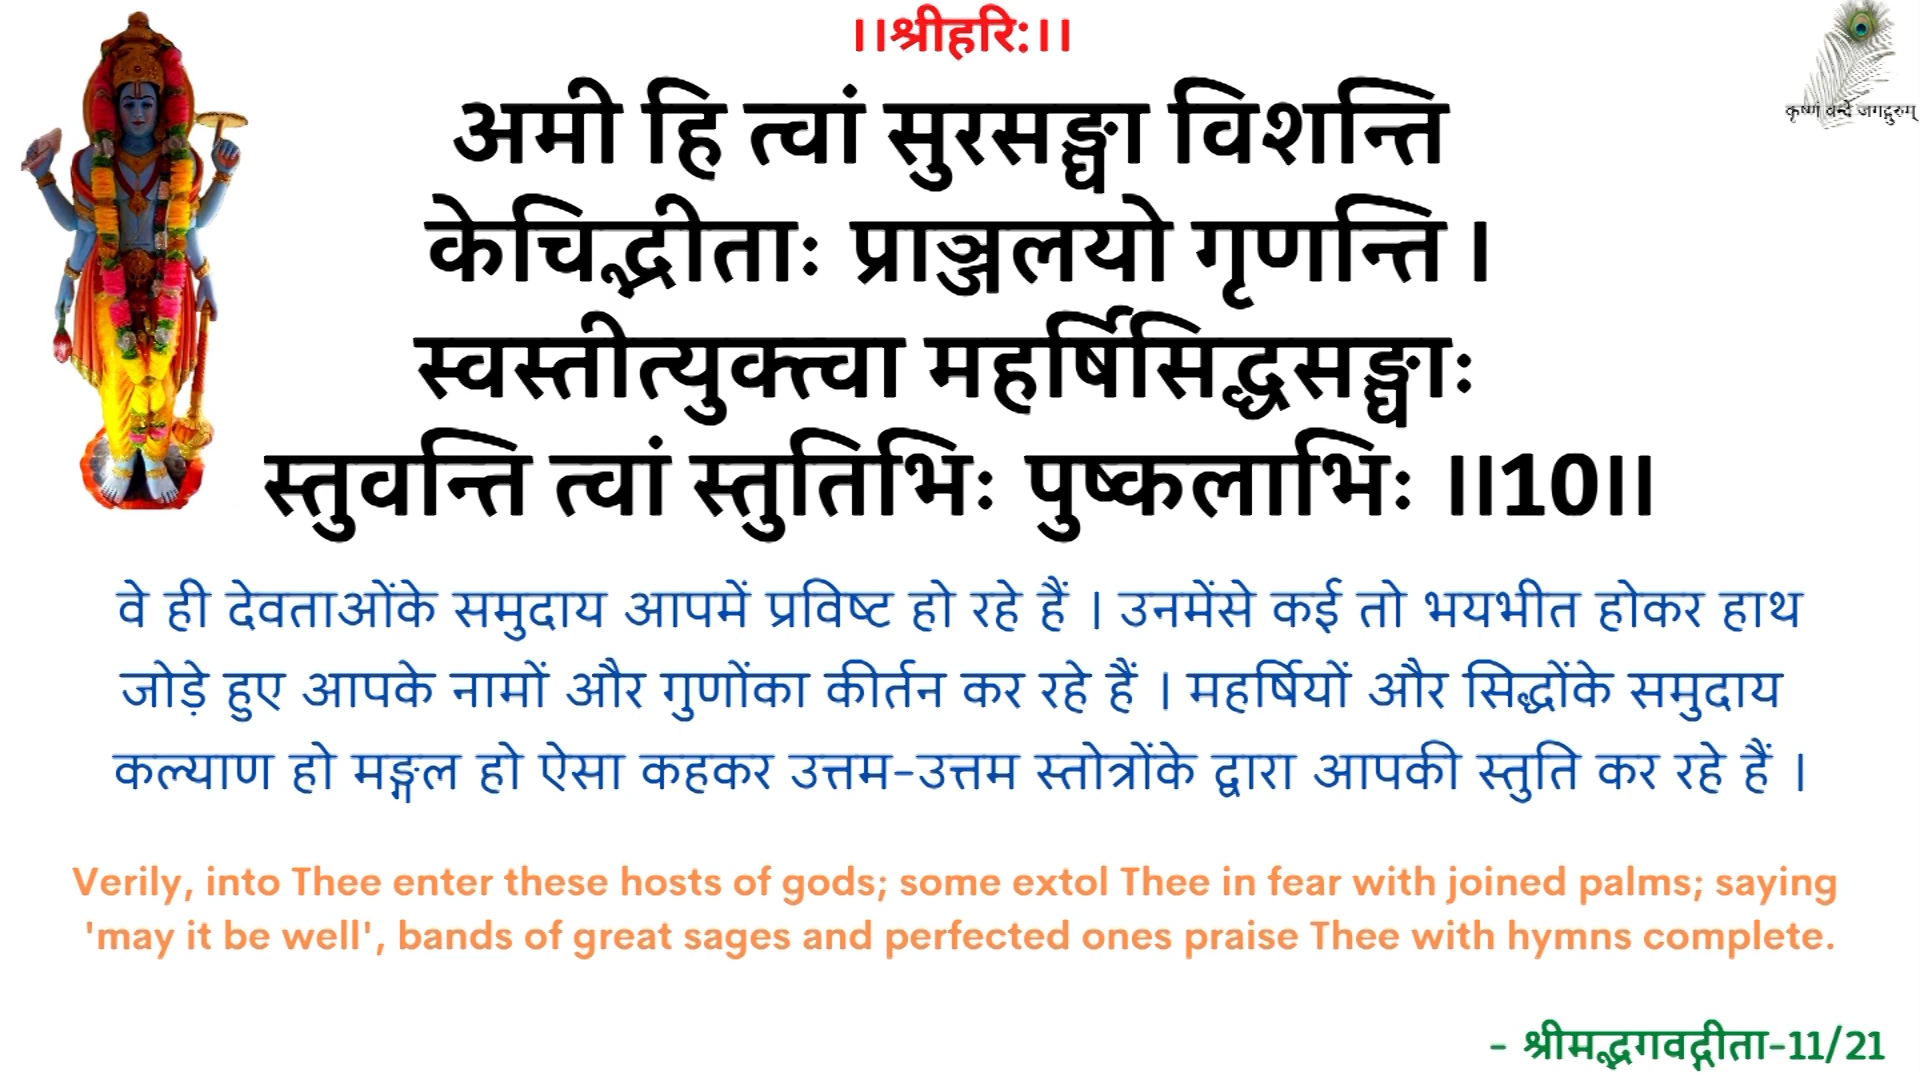 ।।श्रीहरि:।।
कृष्णं वन्दे जगद्गुरुम्
अमी हि त्वां सुरसङ्घा विशन्ति
केचिद्भीताः प्राञ्जलयो गृणन्ति ।
स्वस्तीत्युक्त्वा महर्षिसिद्धसङ्घाः
स्तुवन्ति त्वां स्तुतिभिः पुष्कलाभिः ।।10।।
वे ही देवताओंके समुदाय आपमें प्रविष्ट हो रहे हैं । उनमेंसे कई तो भयभीत होकर हाथ
जोड़े हुए आपके नामों और गुणोंका कीर्तन कर रहे हैं । महर्षियों और सिद्धोंके समुदाय
कल्याण हो मङ्गल हो ऐसा कहकर उत्तम-उत्तम स्तोत्रोंके द्वारा आपकी स्तुति कर रहे हैं ।
Verily, into Thee enter these hosts of gods; some extol Thee in fear with joined palms; saying
'may it be well', bands of great sages and perfected ones praise Thee with hymns complete.
- श्रीमद्भगवद्गीता-11/21